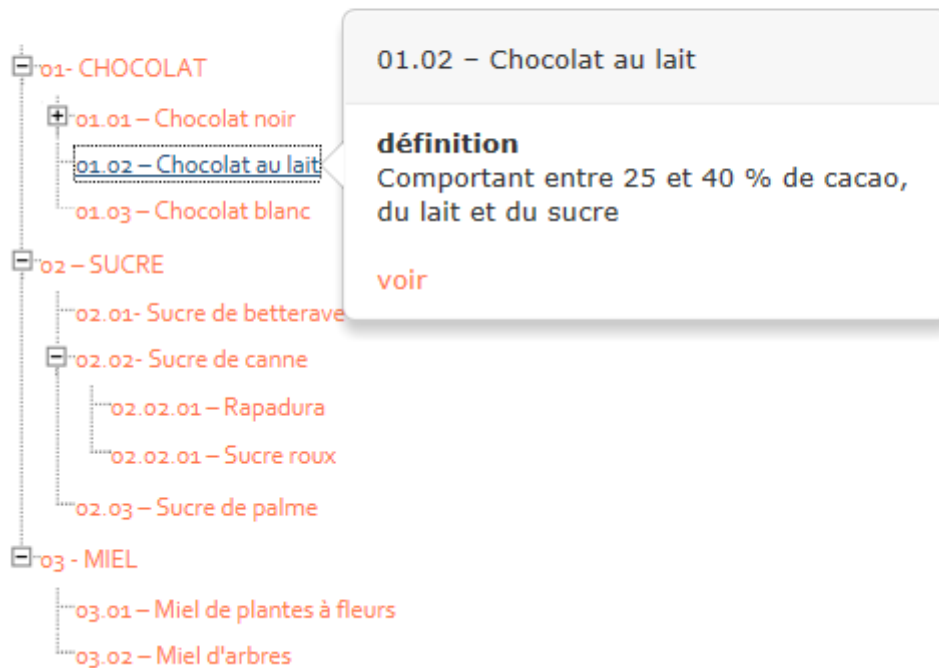 01- CHOCOLAT
01.01 – Chocolat noir
01.02 – Chocolat au lait
01.03 – Chocolat blanc
02 – SUCRE
02.01- Sucre de betterave
02.02- Sucre de canne
02.02.01 – Rapadura
02.02.01 – Sucre roux
02.03 – Sucre de palme
03 - MIEL
03.01 – Miel de plantes à fleurs
03.02 – Miel d'arbres
01.02 – Chocolat au lait
définition
Comportant entre 25 et 40 % de cacao,
du lait et du sucre
voir